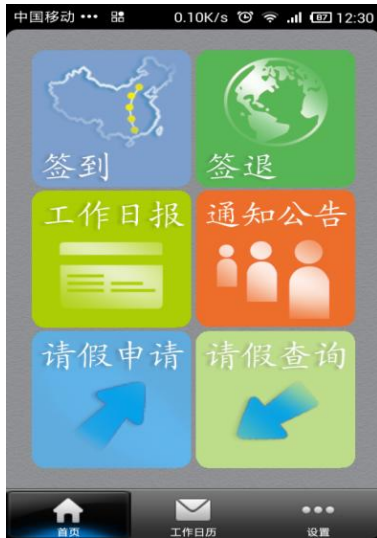 中国移动 ••• 0.10K/s 87 12:30
签到 签退
工作日报 通知公告
请假申请 请假查询
首页 工作日历 设置